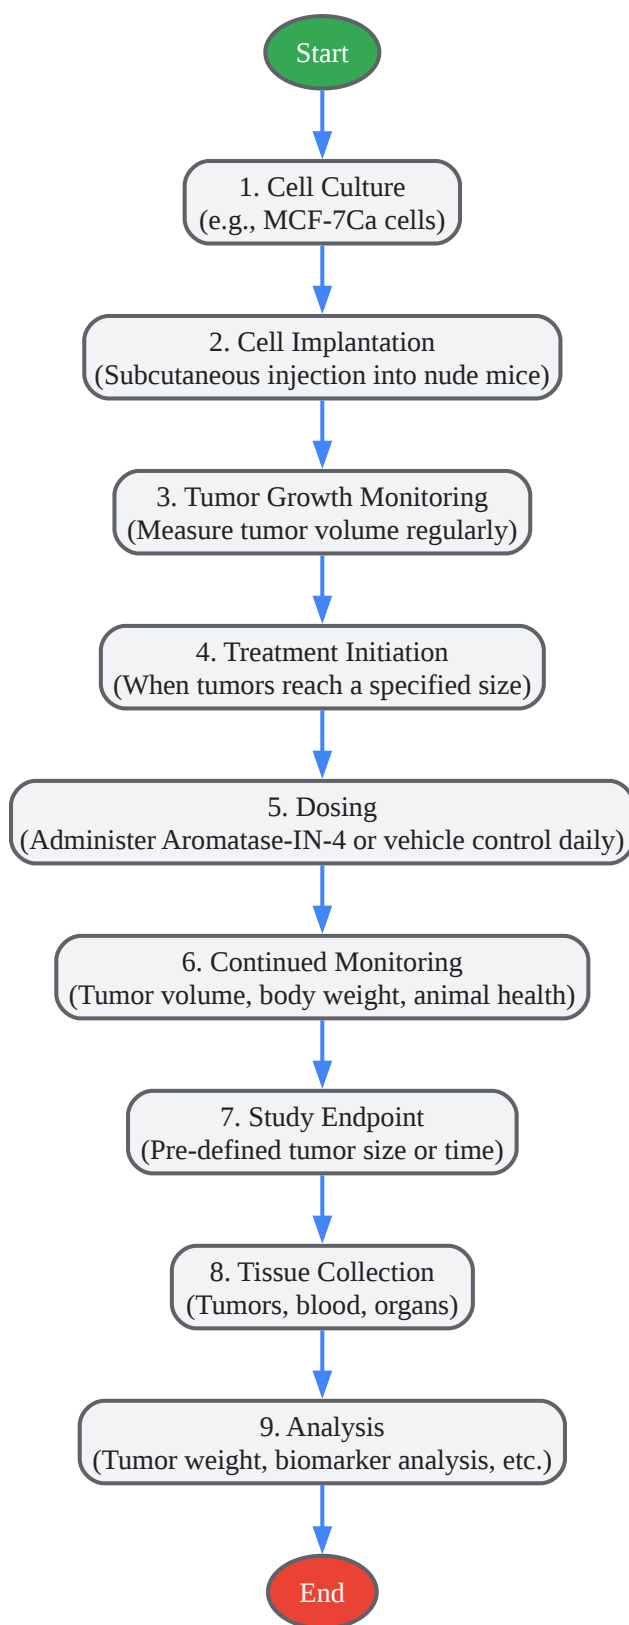 Start
1. Cell Culture
(e.g., MCF-7Ca cells)
2. Cell Implantation
(Subcutaneous injection into nude mice)
3. Tumor Growth Monitoring
(Measure tumor volume regularly)
4. Treatment Initiation
(When tumors reach a specified size)
5. Dosing
(Administer Aromatase-IN-4 or vehicle control daily)
6. Continued Monitoring
(Tumor volume, body weight, animal health)
7. Study Endpoint
(Pre-defined tumor size or time)
8. Tissue Collection
(Tumors, blood, organs)
9. Analysis
(Tumor weight, biomarker analysis, etc.)
End